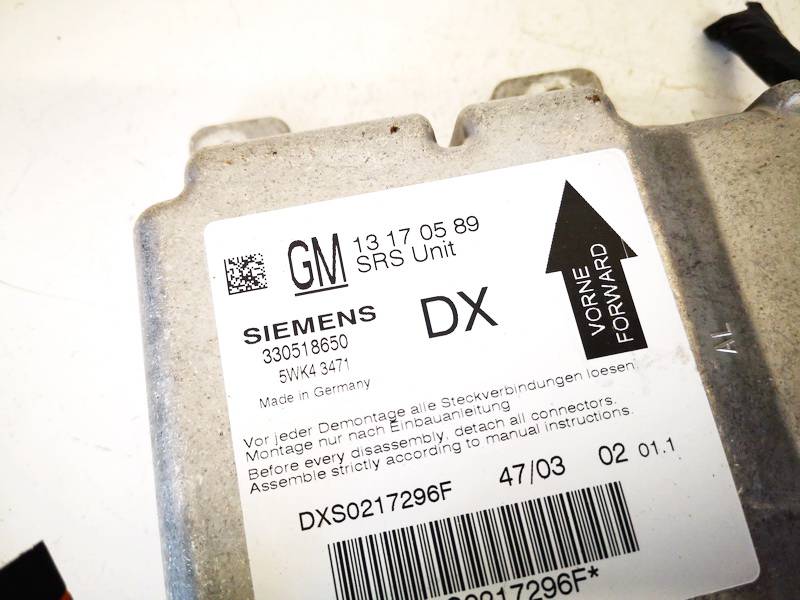 GM 13 17 05 89
SRS Unit
SIEMENS
DX
330518650
5WK4 3471
Made in Germany
VORNE
FORWARD
Vor jeder Demontage alle Steckverbindungen loesen.
Montage nur nach Einbauanleitung
Before every disassembly, detach all connectors.
Assemble strictly according to manual instructions.
DXS0217296F 47/03 02 01.1
0217296F*
AL